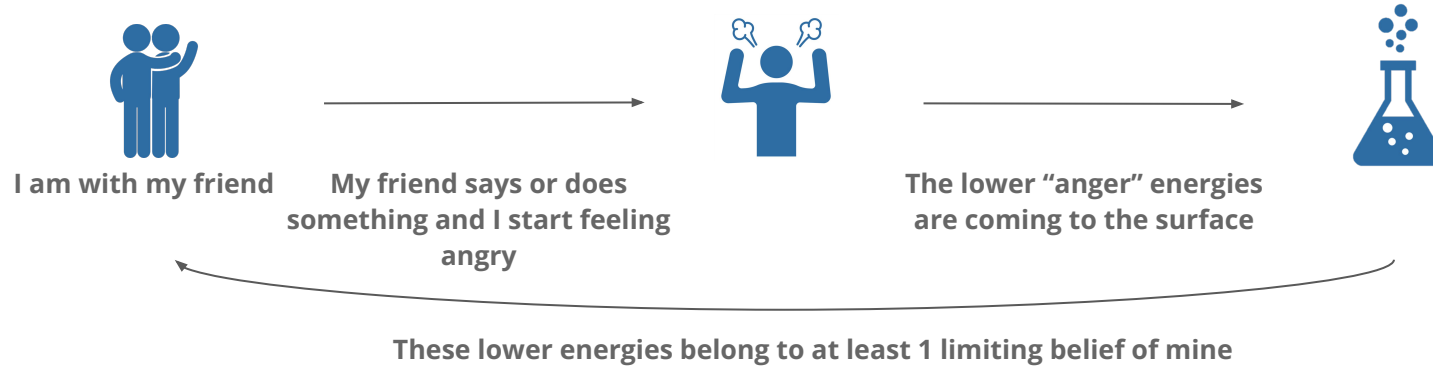 I am with my friend
My friend says or does
something and I start feeling
angry
The lower “anger” energies
are coming to the surface
These lower energies belong to at least 1 limiting belief of mine